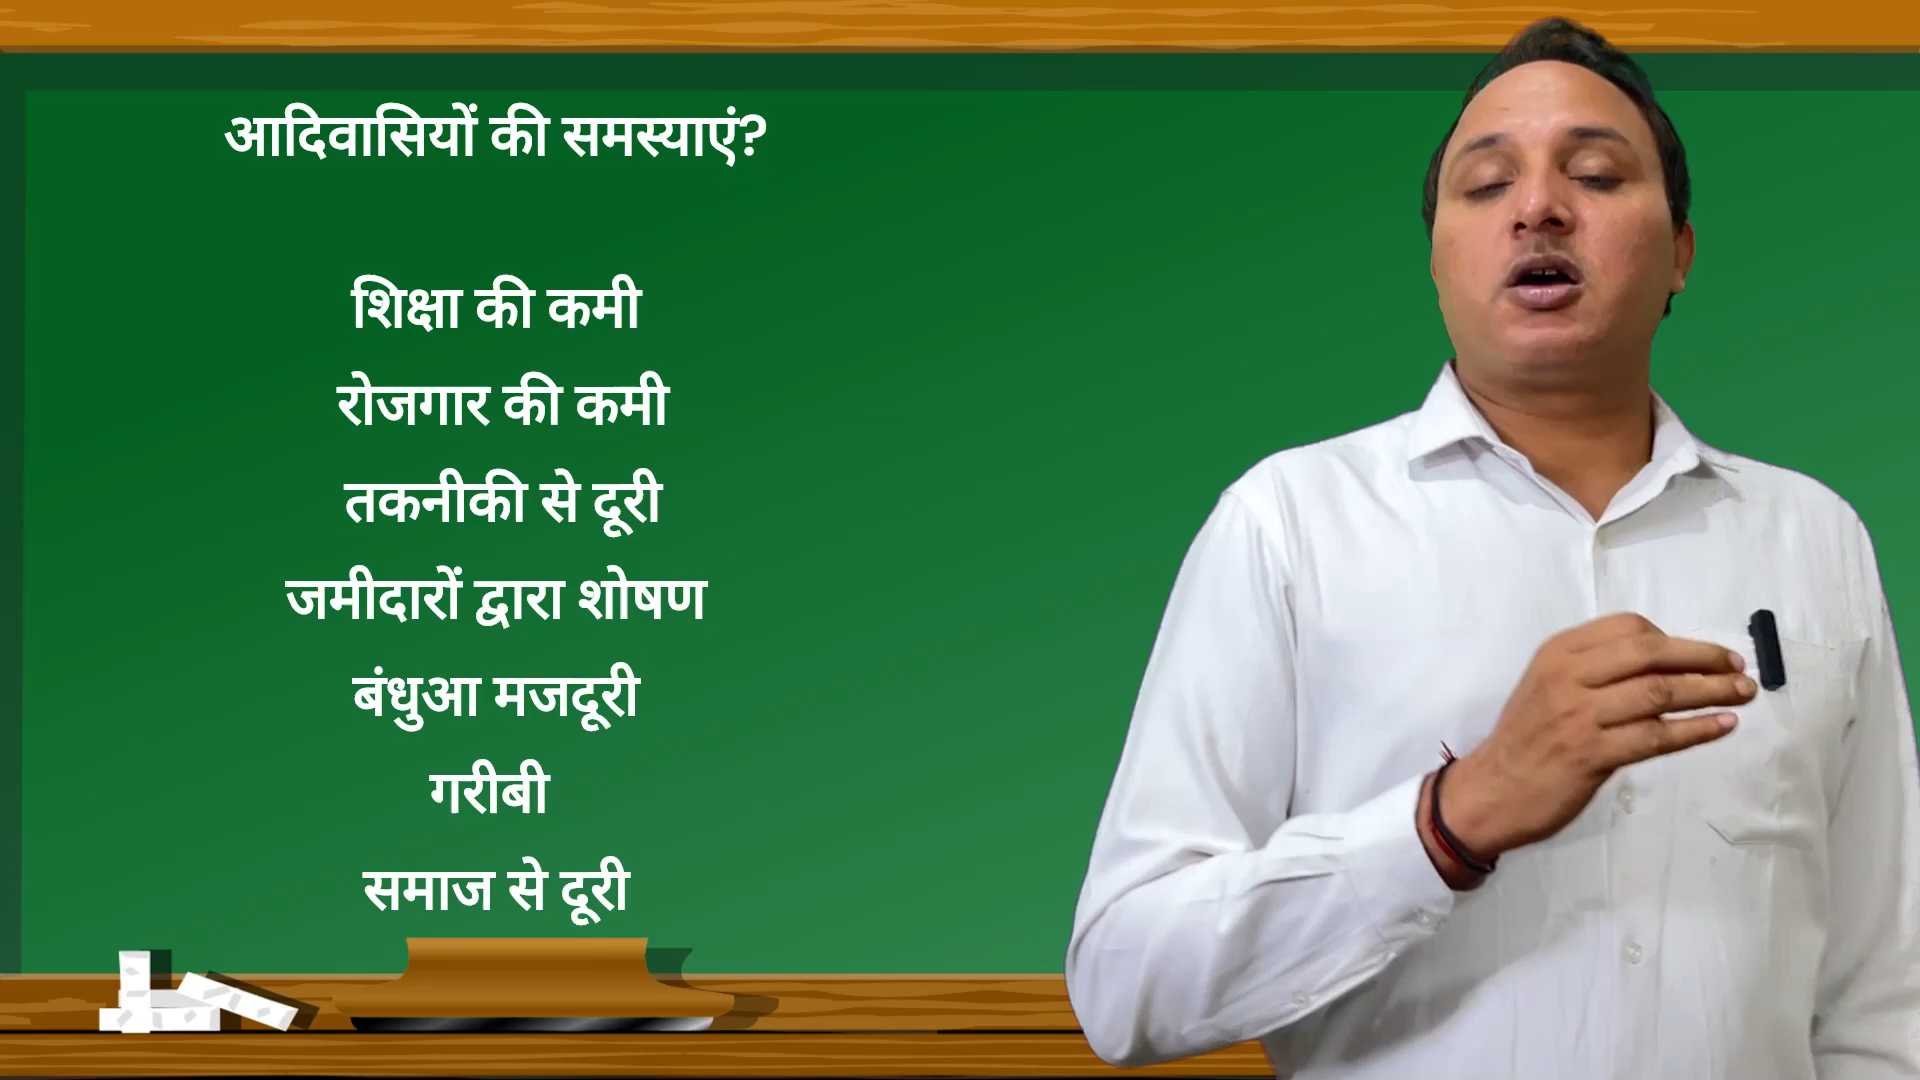 आदिवासियों की समस्याएं?
शिक्षा की कमी
रोजगार की कमी
तकनीकी से दूरी
जमीदारों द्वारा शोषण
बंधुआ मजदूरी
गरीबी
समाज से दूरी